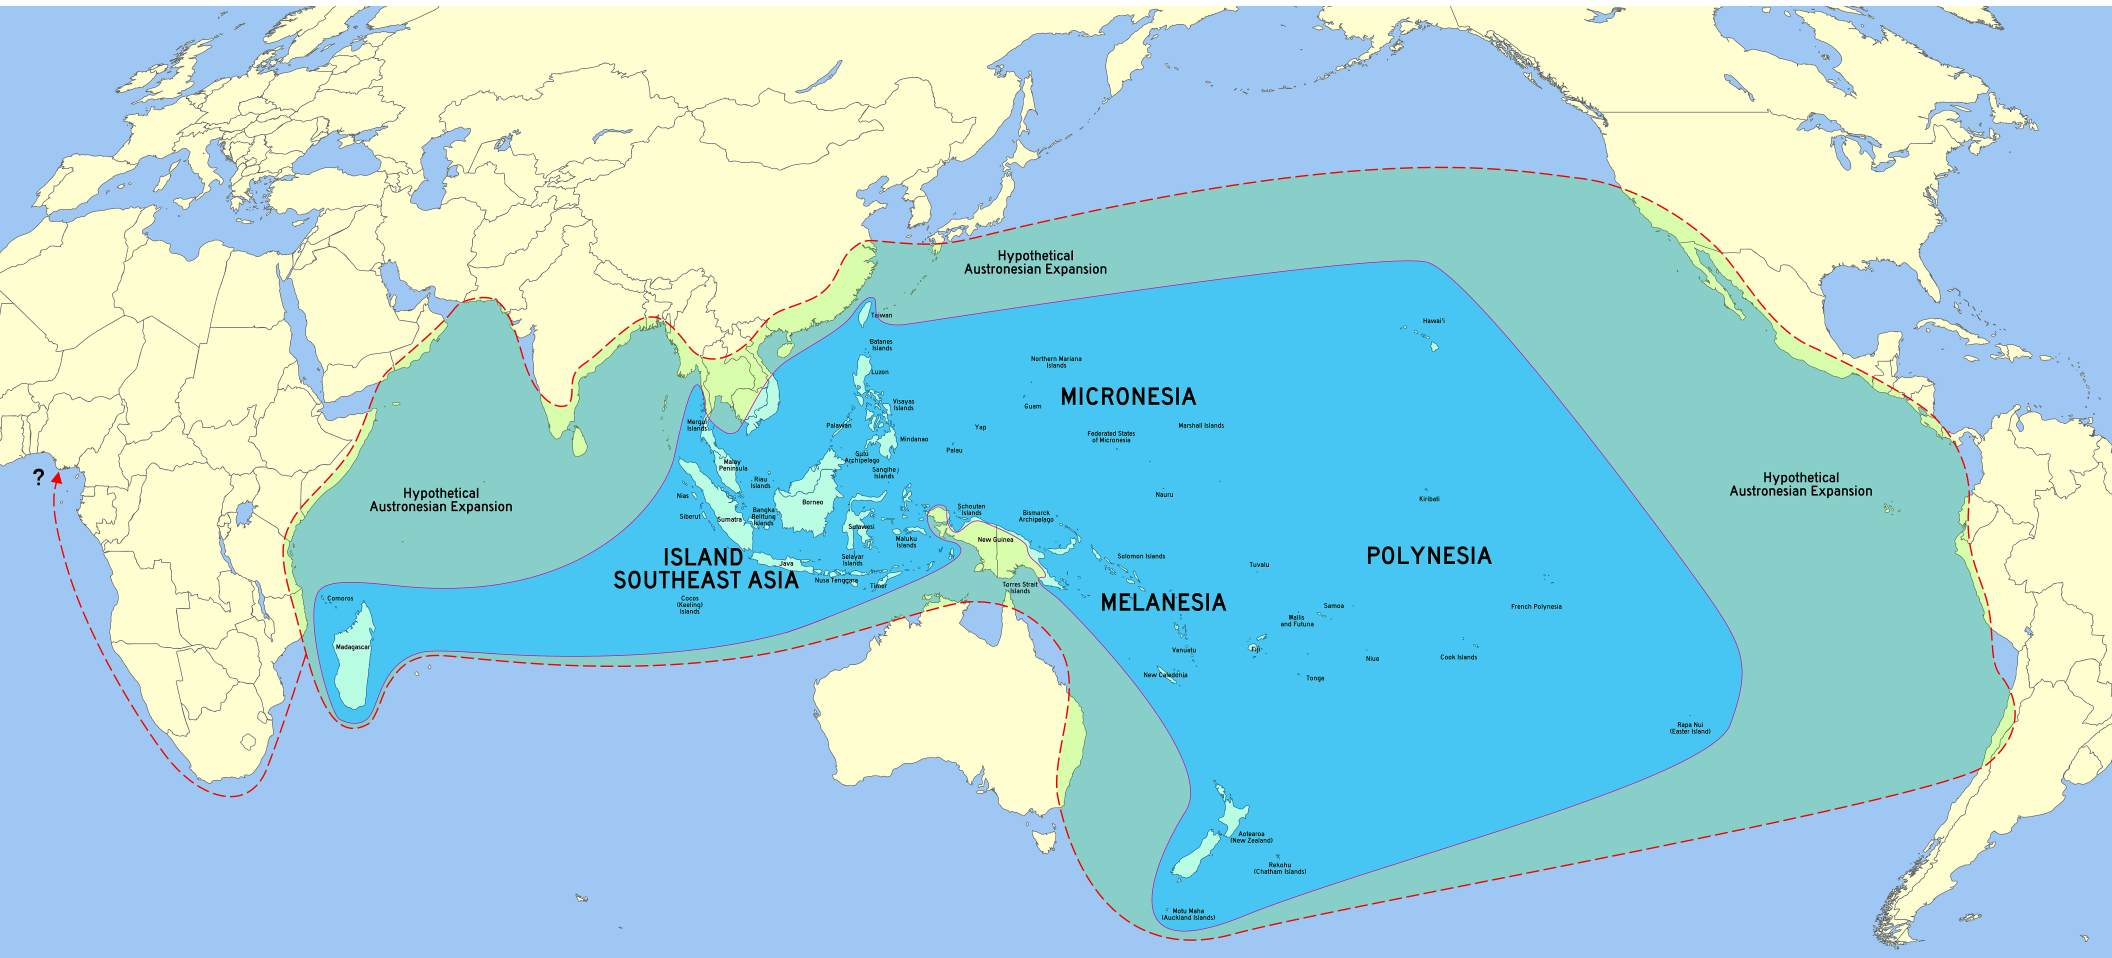 Hypothetical
Austronesian Expansion
Taiwan
Hawai'i
Batanes
Islands
Northern Mariana
Islands
Luzon
MICRONESIA
Visayas
Islands
Guam
Mergui
Islands
Palawan
Yap
Federated States
of Micronesia
Marshall Islands
Mindanao
Palau
Sulu
Archipelago
Malay
Peninsula
Sangihe
Islands
Hypothetical
Austronesian Expansion
?
Riau
Islands
Hypothetical
Austronesian Expansion
Nias
Nauru
Kiribati
Borneo
Schouten
Islands
Siberut
Sumatra
Bangka
Belitung
Islands
Bismarck
Archipelago
Sulawesi
Maluku
Islands
New Guinea
ISLAND
SOUTHEAST ASIA
Selayar
Islands
Solomon Islands
POLYNESIA
Java
Tuvalu
Nusa Tenggara
Timor
Torres Strait
Islands
Comoros
Cocos
(Keeling)
Islands
MELANESIA
Samoa
French Polynesia
Wallis
and Futuna
Madagascar
Vanuatu
Fiji
Niue
Cook Islands
New Caledonia
Tonga
Rapa Nui
(Easter Island)
Aotearoa
(New Zealand)
Rekohu
(Chatham Islands)
Motu Maha
(Auckland Islands)